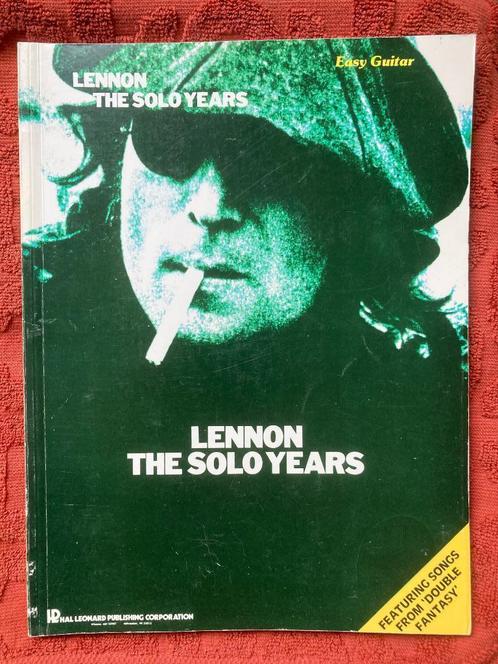 Easy Guitar
LENNON
THE SOLO YEARS
LENNON
THE SOLO YEARS
FEATURING SONGS
FROM 'DOUBLE
FANTASY'
HAL LEONARD PUBLISHING CORPORATION